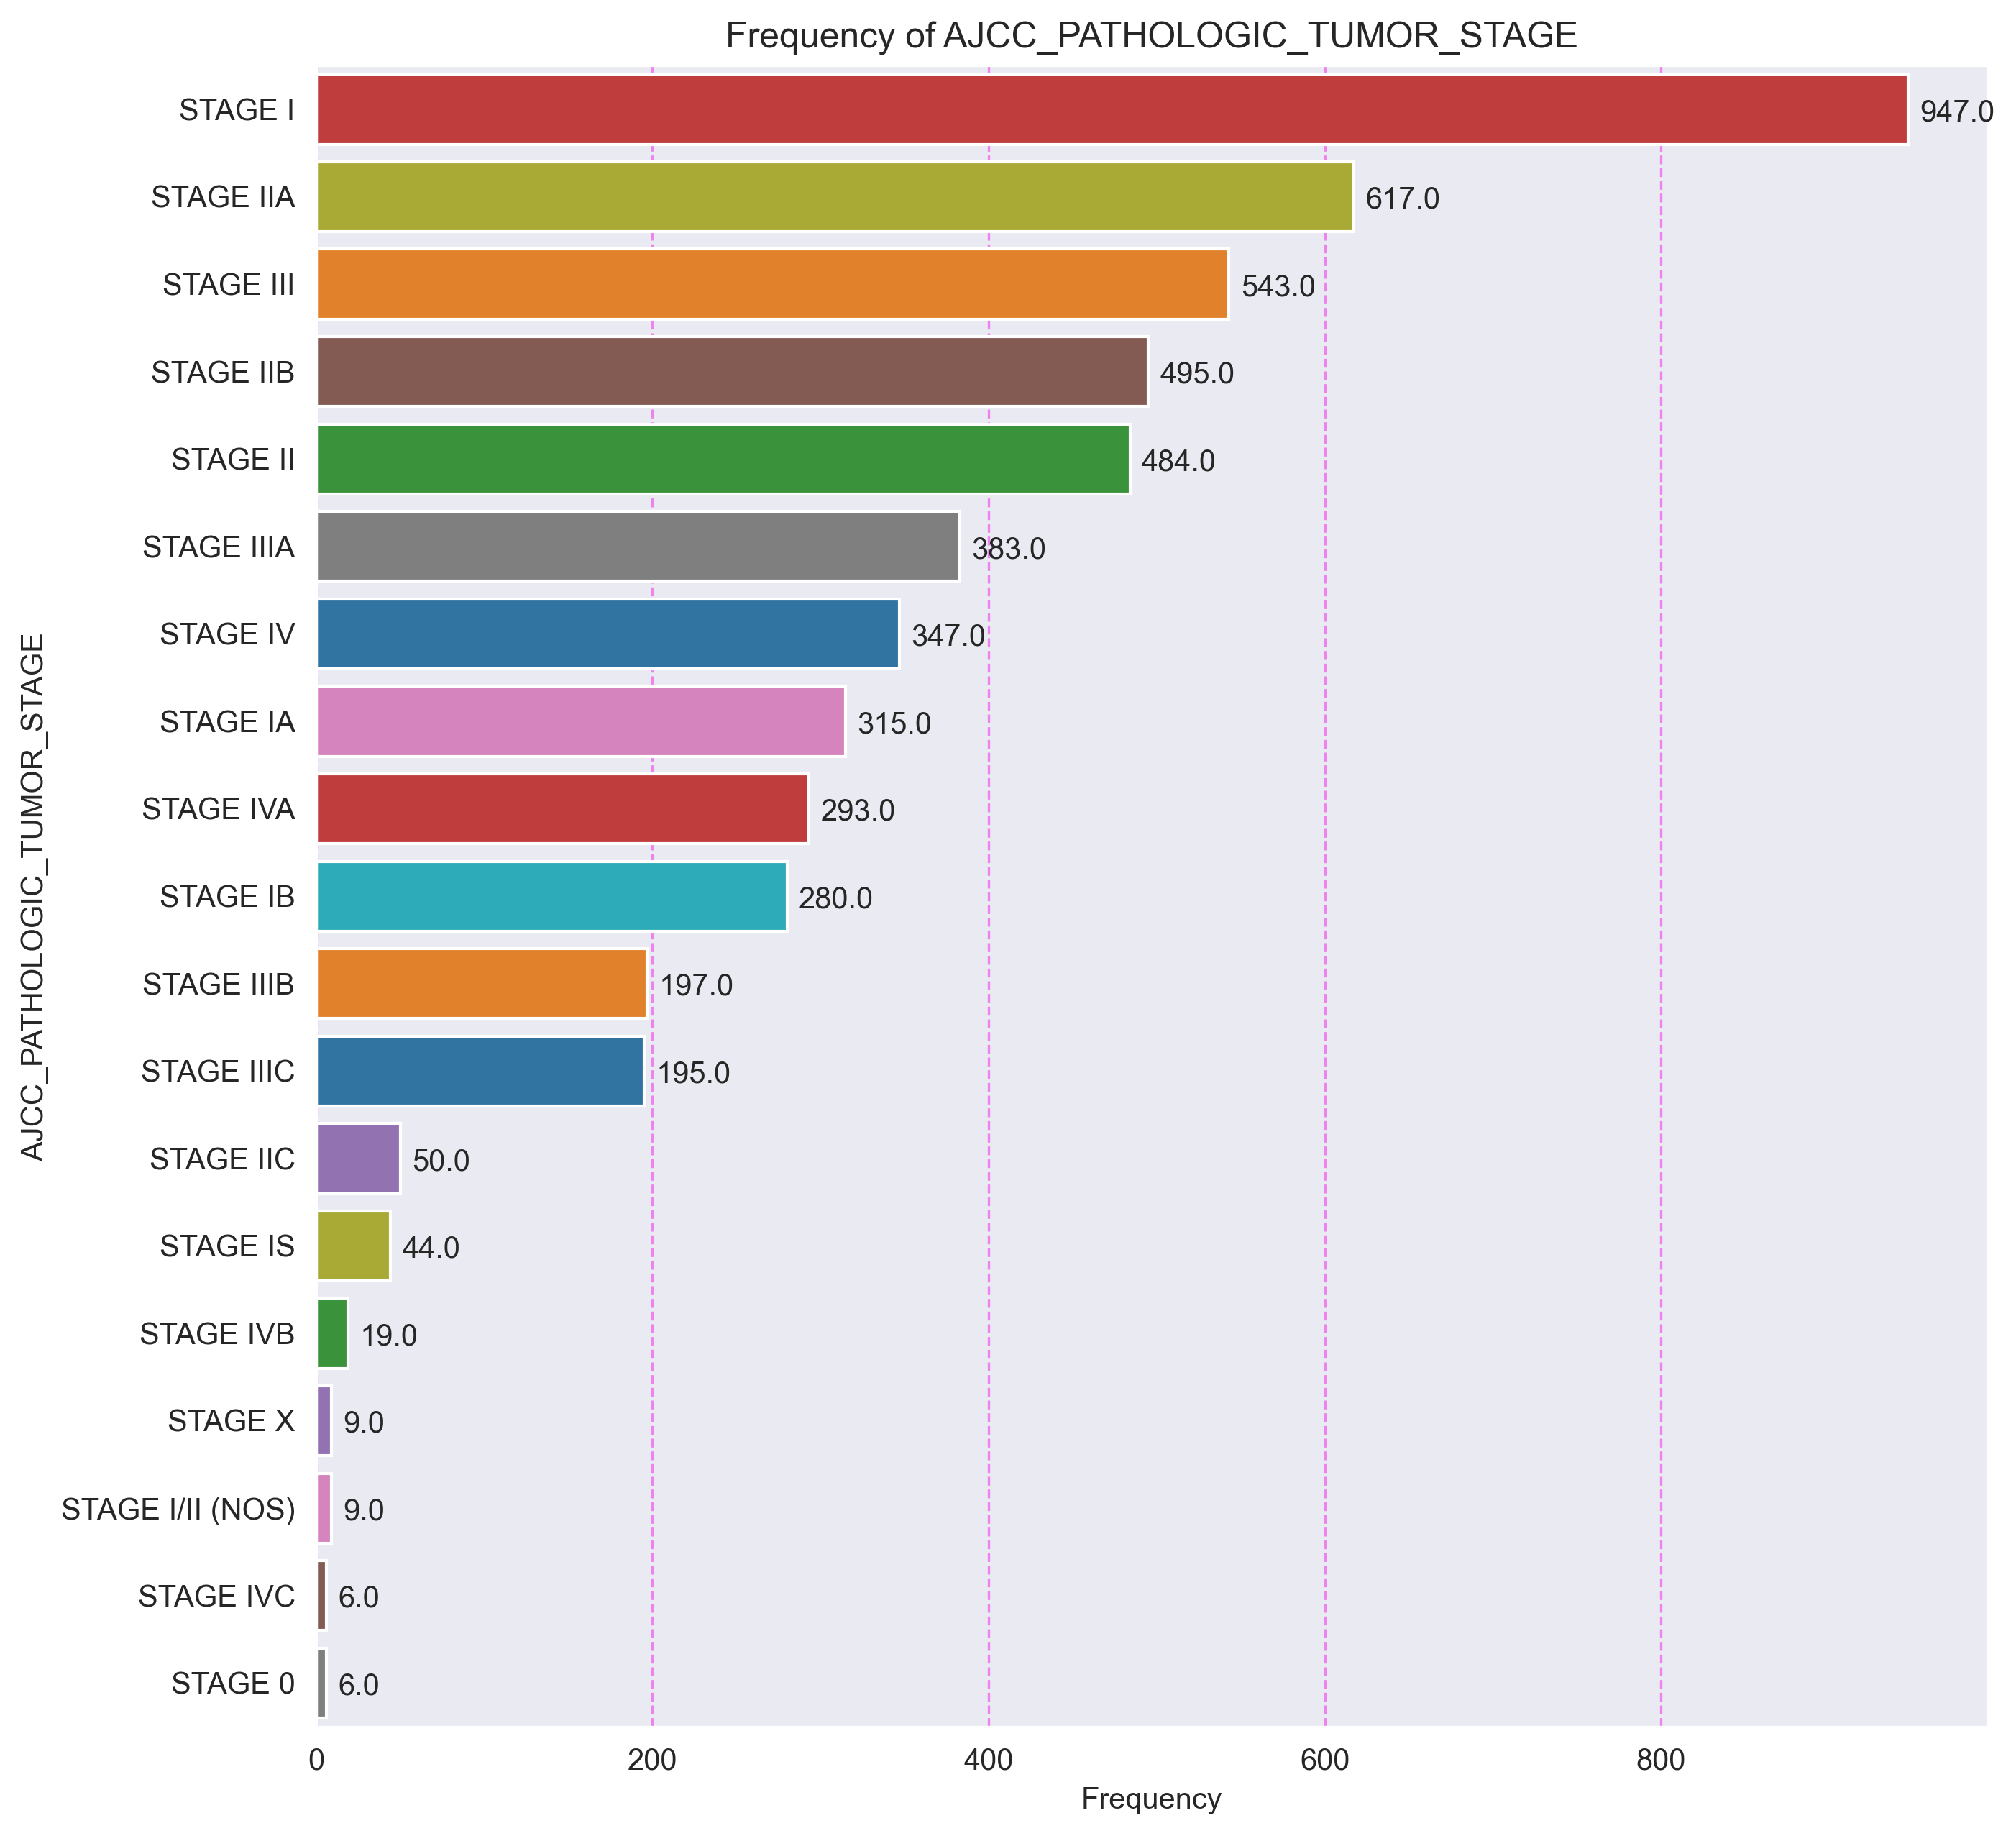 Frequency of AJCC_PATHOLOGIC_TUMOR_STAGE
STAGE I 947.0
STAGE IIA 617.0
STAGE III 543.0
STAGE IIB 495.0
STAGE II 484.0
STAGE IIIA 383.0
STAGE IV 347.0
STAGE IA 315.0
STAGE IVA 293.0
STAGE IB 280.0
STAGE IIIB 197.0
STAGE IIIC 195.0
STAGE IIC 50.0
STAGE IS 44.0
STAGE IVB 19.0
STAGE X 9.0
STAGE I/II (NOS) 9.0
STAGE IVC 6.0
STAGE 0 6.0
AJCC_PATHOLOGIC_TUMOR_STAGE
0 200 400 600 800
Frequency